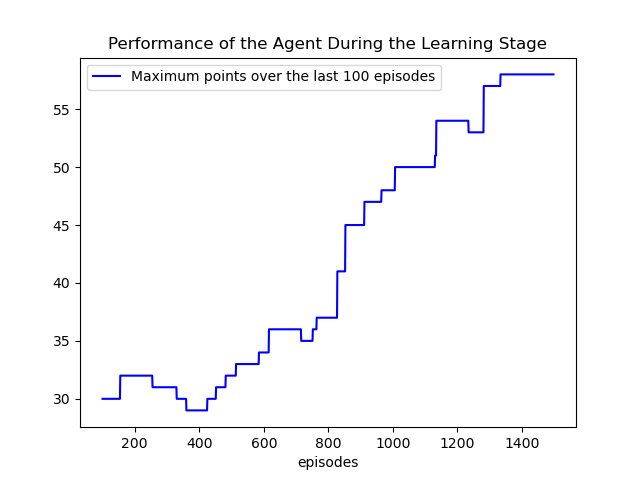 Performance of the Agent During the Learning Stage
Maximum points over the last 100 episodes
55
50
45
40
35
30
200 400 600 800 1000 1200 1400
episodes